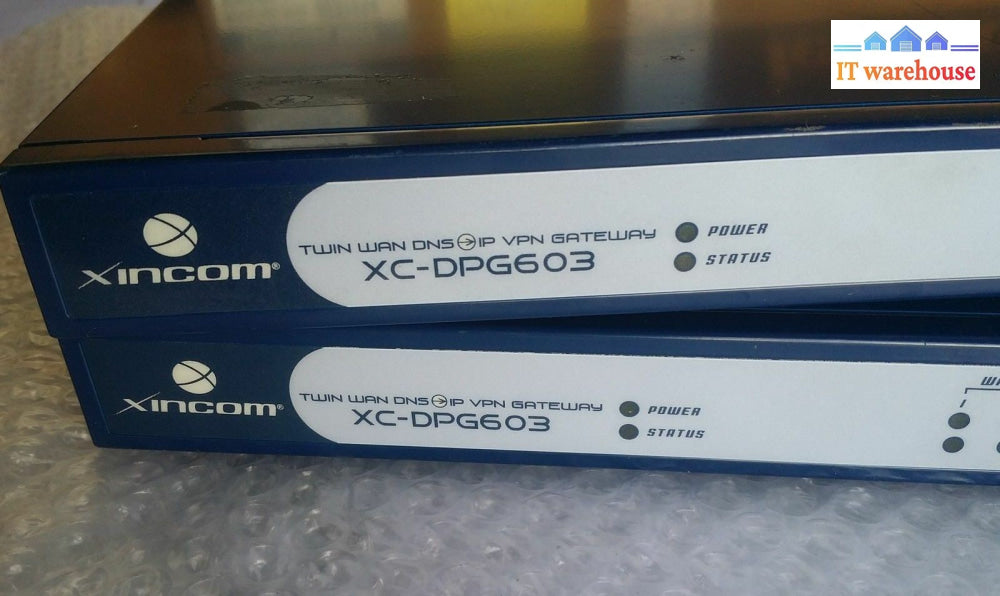 IT warehouse
XINCOM®
TWIN WAN DNS IP VPN GATEWAY
XC-DPG603
POWER
STATUS
XINCOM®
TWIN WAN DNS IP VPN GATEWAY
XC-DPG603
POWER
STATUS
1